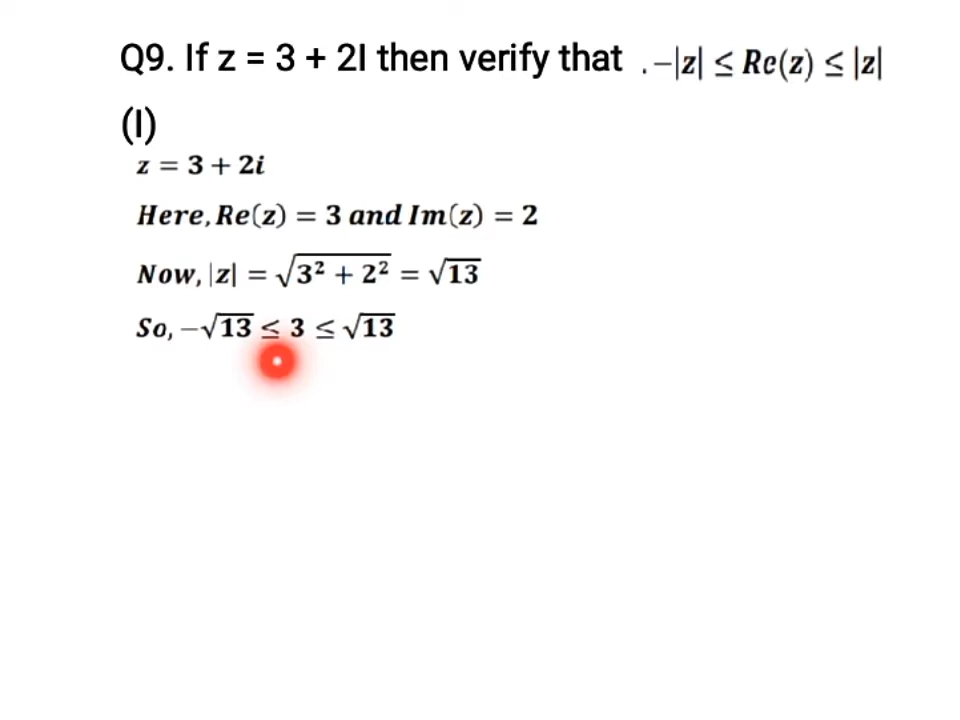 Q9. If z = 3 + 2I then verify that . −|z| ≤ Re(z) ≤ |z|
(I)
z = 3 + 2i
Here, Re(z) = 3 and Im(z) = 2
Now, |z| = √(3² + 2²) = √13
So, −√13 ≤ 3 ≤ √13